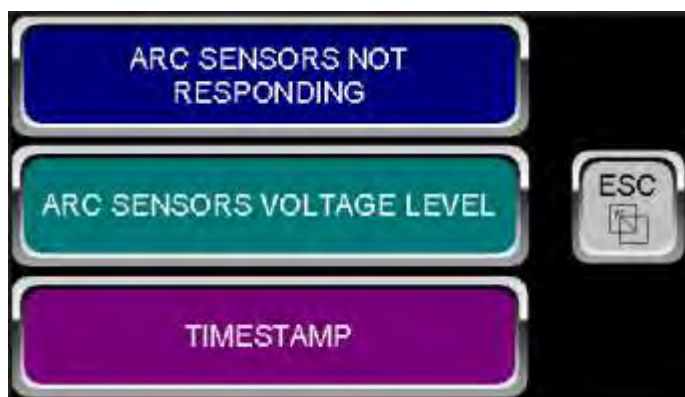 ARC SENSORS NOT
RESPONDING
ARC SENSORS VOLTAGE LEVEL
ESC
TIMESTAMP